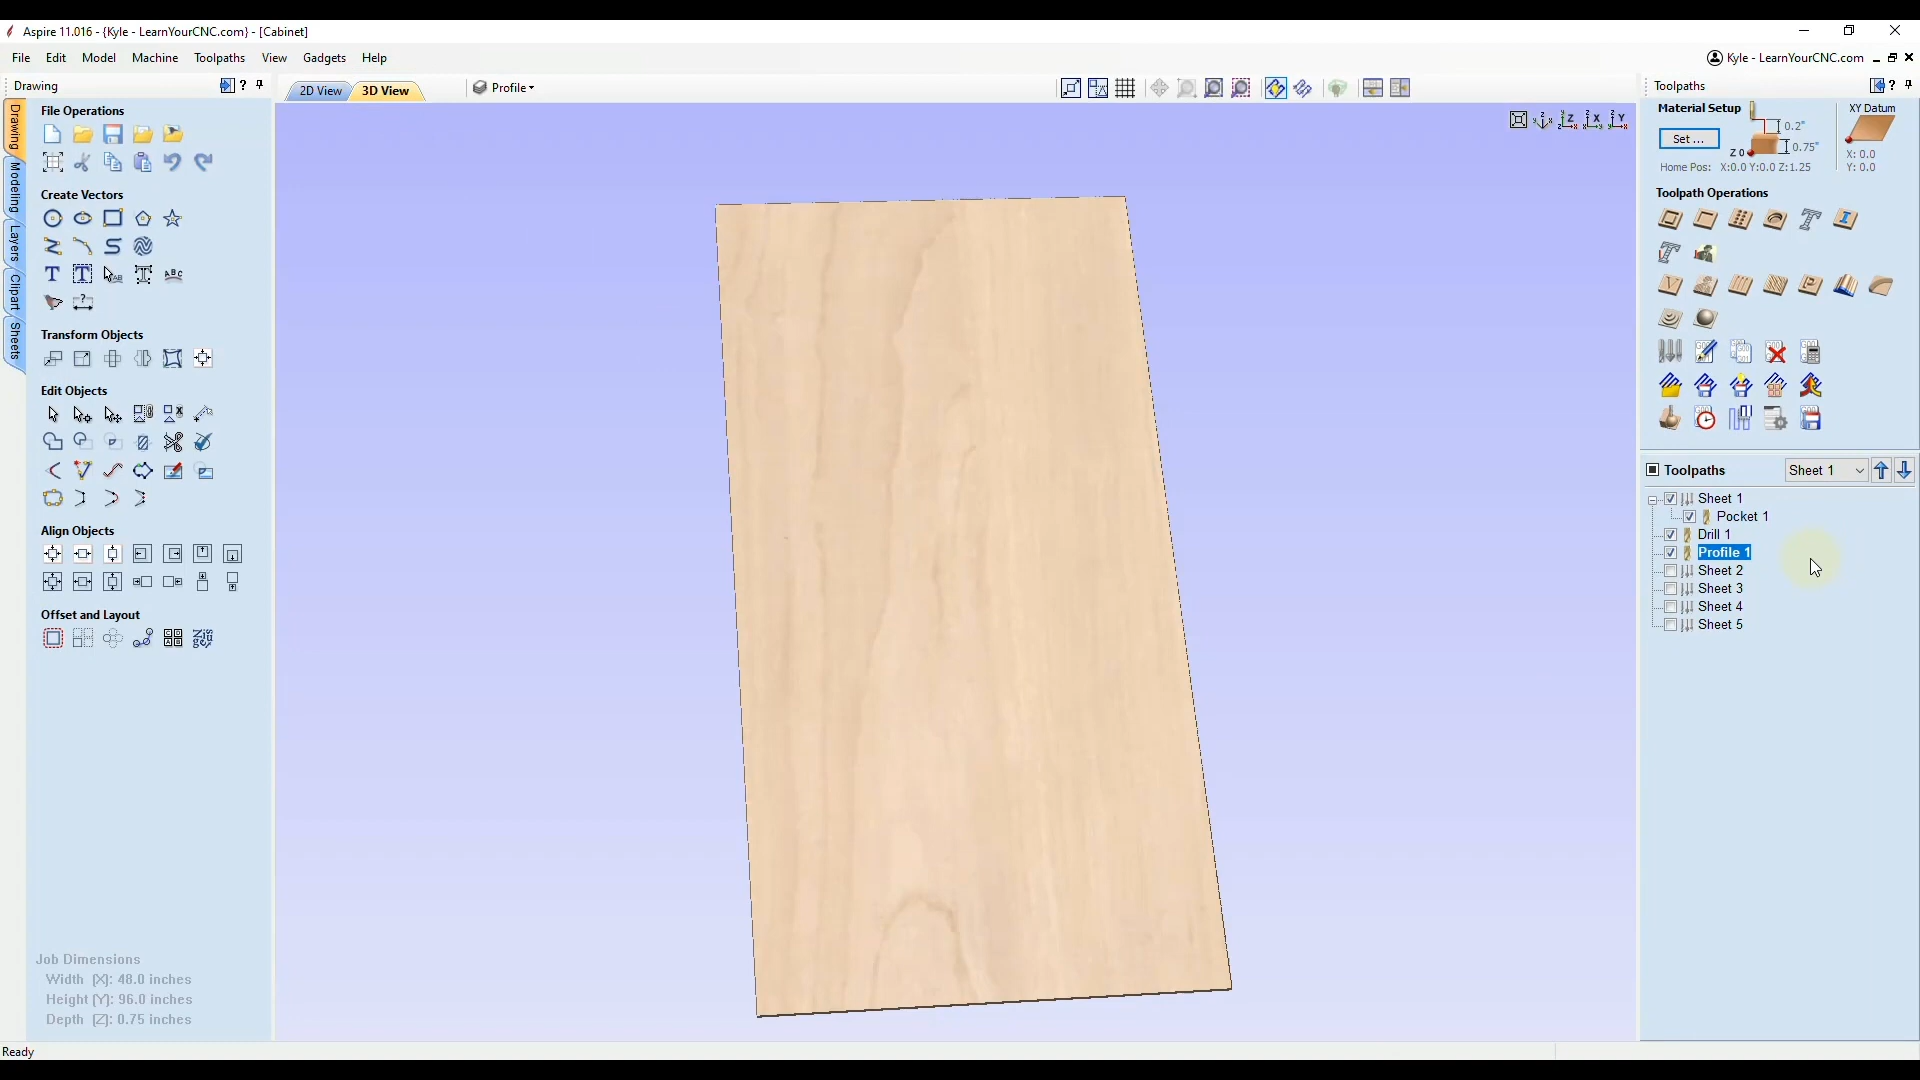 Aspire 11.016 - {Kyle - LearnYourCNC.com} - [Cabinet]
File Edit Model Machine Toolpaths View Gadgets Help
Kyle - LearnYourCNC.com
Drawing
2D View 3D View
Profile
Toolpaths
Drawing
Modeling
Layers
Clipart
Sheets
File Operations
Create Vectors
Transform Objects
Edit Objects
Align Objects
Offset and Layout
Job Dimensions
Width (X): 48.0 inches
Height (Y): 96.0 inches
Depth (Z): 0.75 inches
Material Setup
XY Datum
Set ...
0.2"
0.75"
Z 0
X: 0.0
Y: 0.0
Home Pos: X:0.0 Y:0.0 Z:1.25
Toolpath Operations
Toolpaths
Sheet 1
Sheet 1
Pocket 1
Drill 1
Profile 1
Sheet 2
Sheet 3
Sheet 4
Sheet 5
Ready